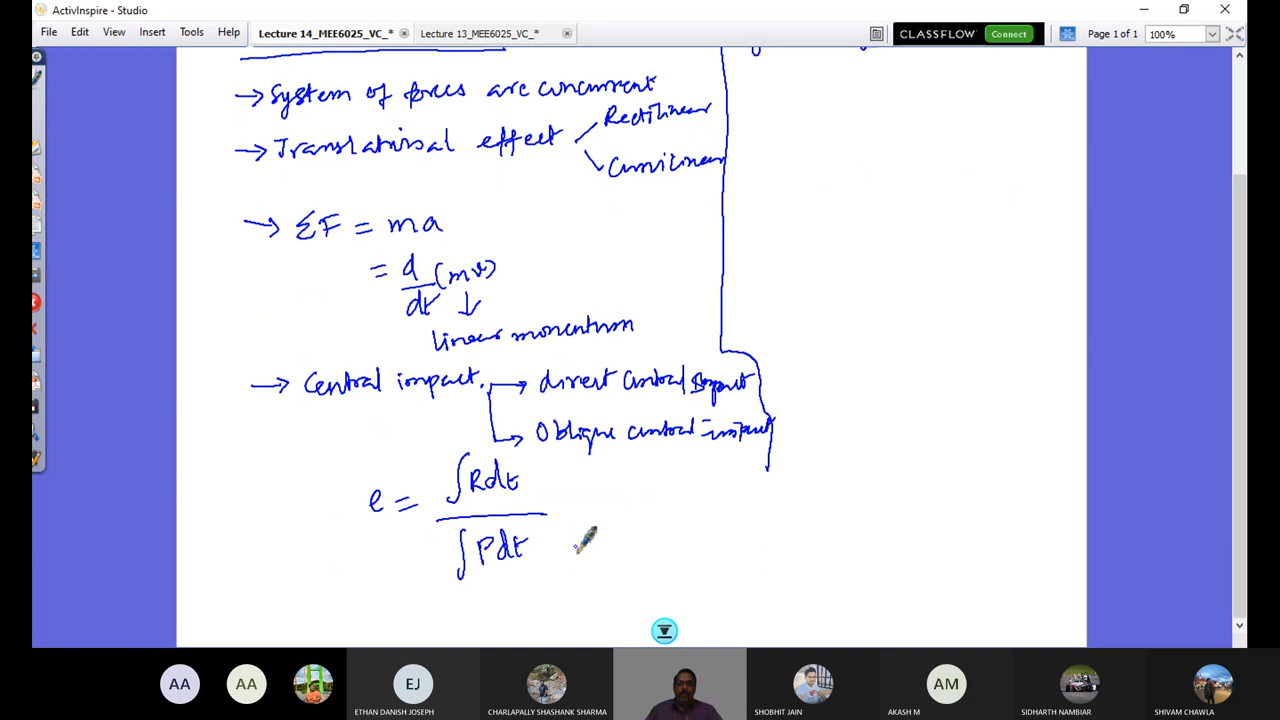 ActivInspire - Studio
File Edit View Insert Tools Help
Lecture 14_MEE6025_VC_* Lecture 13_MEE6025_VC_*
CLASSFLOW Connect
Page 1 of 1 100%
→ System of forces are concurrent
→ Translational effect
Rectilinear
Curvilinear
→ ΣF = ma
= d/dt (mv)
↓
linear momentum
→ Central impact. → direct Central Impact
→ Oblique central Impact
e = ∫Rdt / ∫Pdt
AA
AA
EJ
AM
ETHAN DANISH JOSEPH
CHARLAPALLY SHASHANK SHARMA
SHOBHIT JAIN
AKASH M
SIDHARTH NAMBIAR
SHIVAM CHAWLA